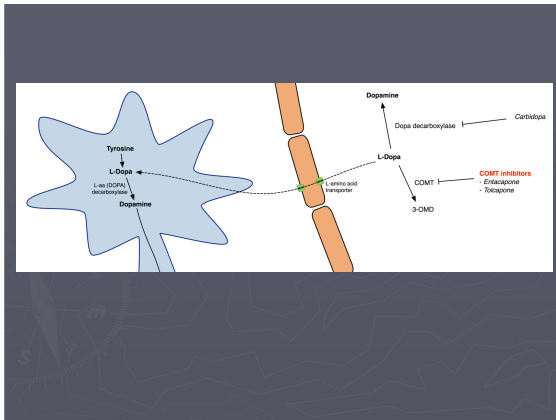 Dopamine
Carbidopa
Dopa decarboxylase
Tyrosine
L-Dopa
L-Dopa
L-aa (DOPA)
decarboxylase
L-amino acid
transporter
COMT
COMT inhibitors
- Entacapone
- Tolcapone
Dopamine
3-OMD
S
m